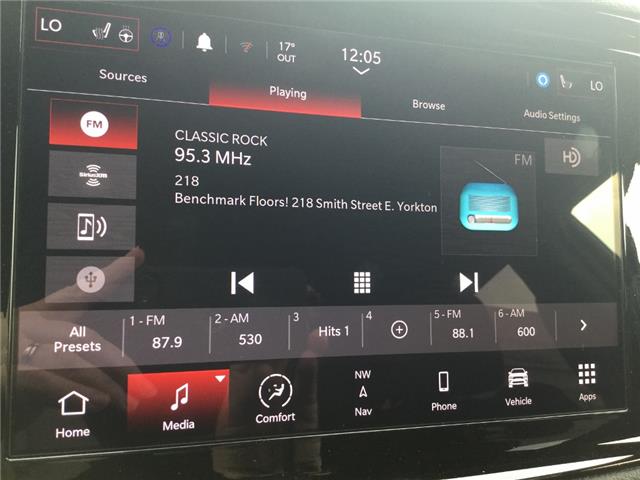 LO
17°
OUT
12:05
LO
Sources
Playing
Browse
Audio Settings
FM
CLASSIC ROCK
95.3 MHz
218
Benchmark Floors! 218 Smith Street E. Yorkton
FM
HD
SiriusXM
All
Presets
1 - FM
87.9
2 - AM
530
3
Hits 1
4
5 - FM
88.1
6 - AM
600
Home
Media
Comfort
NW
Nav
Phone
Vehicle
Apps